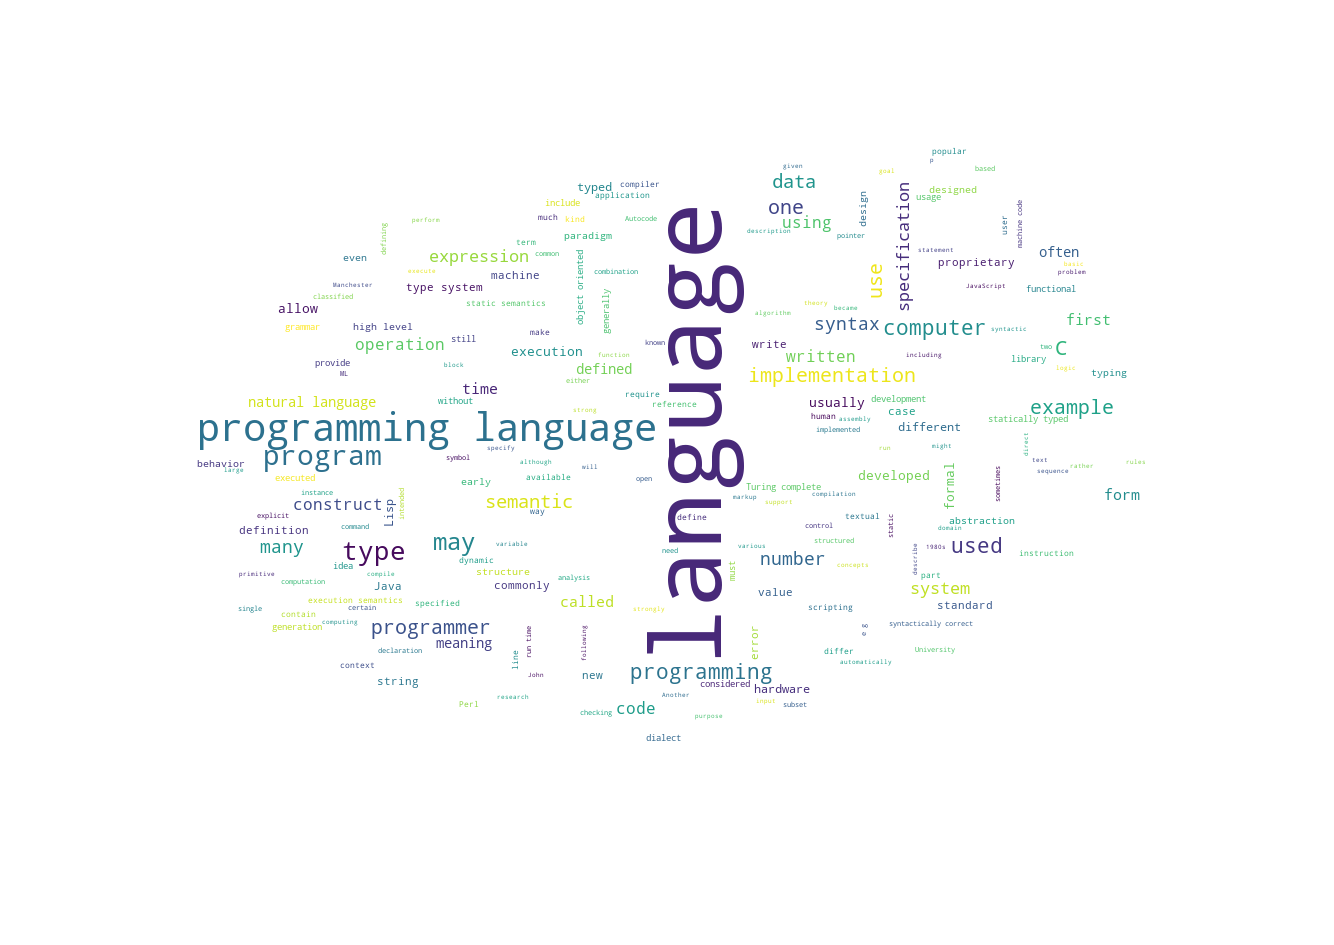 popular
p
given
goal
based
data
typed
compiler
application
designed
usage
specification
design
one
using
include
much
kind
Autocode
language
machine code
user
perform
defining
description
pointer
paradigm
term
common
statement
often
even
expression
object oriented
combination
use
proprietary
basic
problem
execute
machine
Manchester
type system
JavaScript
functional
classified
static semantics
generally
theory
became
allow
algorithm
first
grammar
high level
make
syntax
computer
syntactic
operation
still
execution
known
write
two
C
written
including
library
function
provide
block
defined
ML
implementation
logic
typing
either
time
require
natural language
without
reference
usually
development
example
strong
human
assembly
case
statically typed
programming language
implemented
different
direct
specify
run
might
program
symbol
behavior
large
although
will
text
sequence
rather
rules
executed
available
open
developed
formal
sometimes
early
Turing complete
instance
intended
markup
compilation
form
construct
Lisp
semantic
support
explicit
way
define
textual
static
abstraction
command
control
definition
domain
many
type
may
variable
need
various
structured
describe
1980s
used
instruction
dynamic
number
idea
must
concepts
primitive
compile
structure
analysis
part
computation
Java
commonly
value
system
execution semantics
specified
called
strongly
scripting
standard
single
certain
contain
computing
generation
programmer
run time
following
error
e g
syntactically correct
meaning
declaration
line
differ
University
context
automatically
John
new
programming
string
considered
hardware
research
Another
Perl
input
subset
code
checking
purpose
dialect